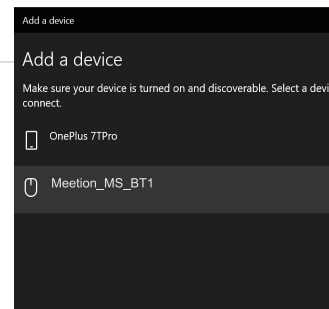 Add a device
Add a device
Make sure your device is turned on and discoverable. Select a devi
connect.
OnePlus 7TPro
Meetion_MS_BT1